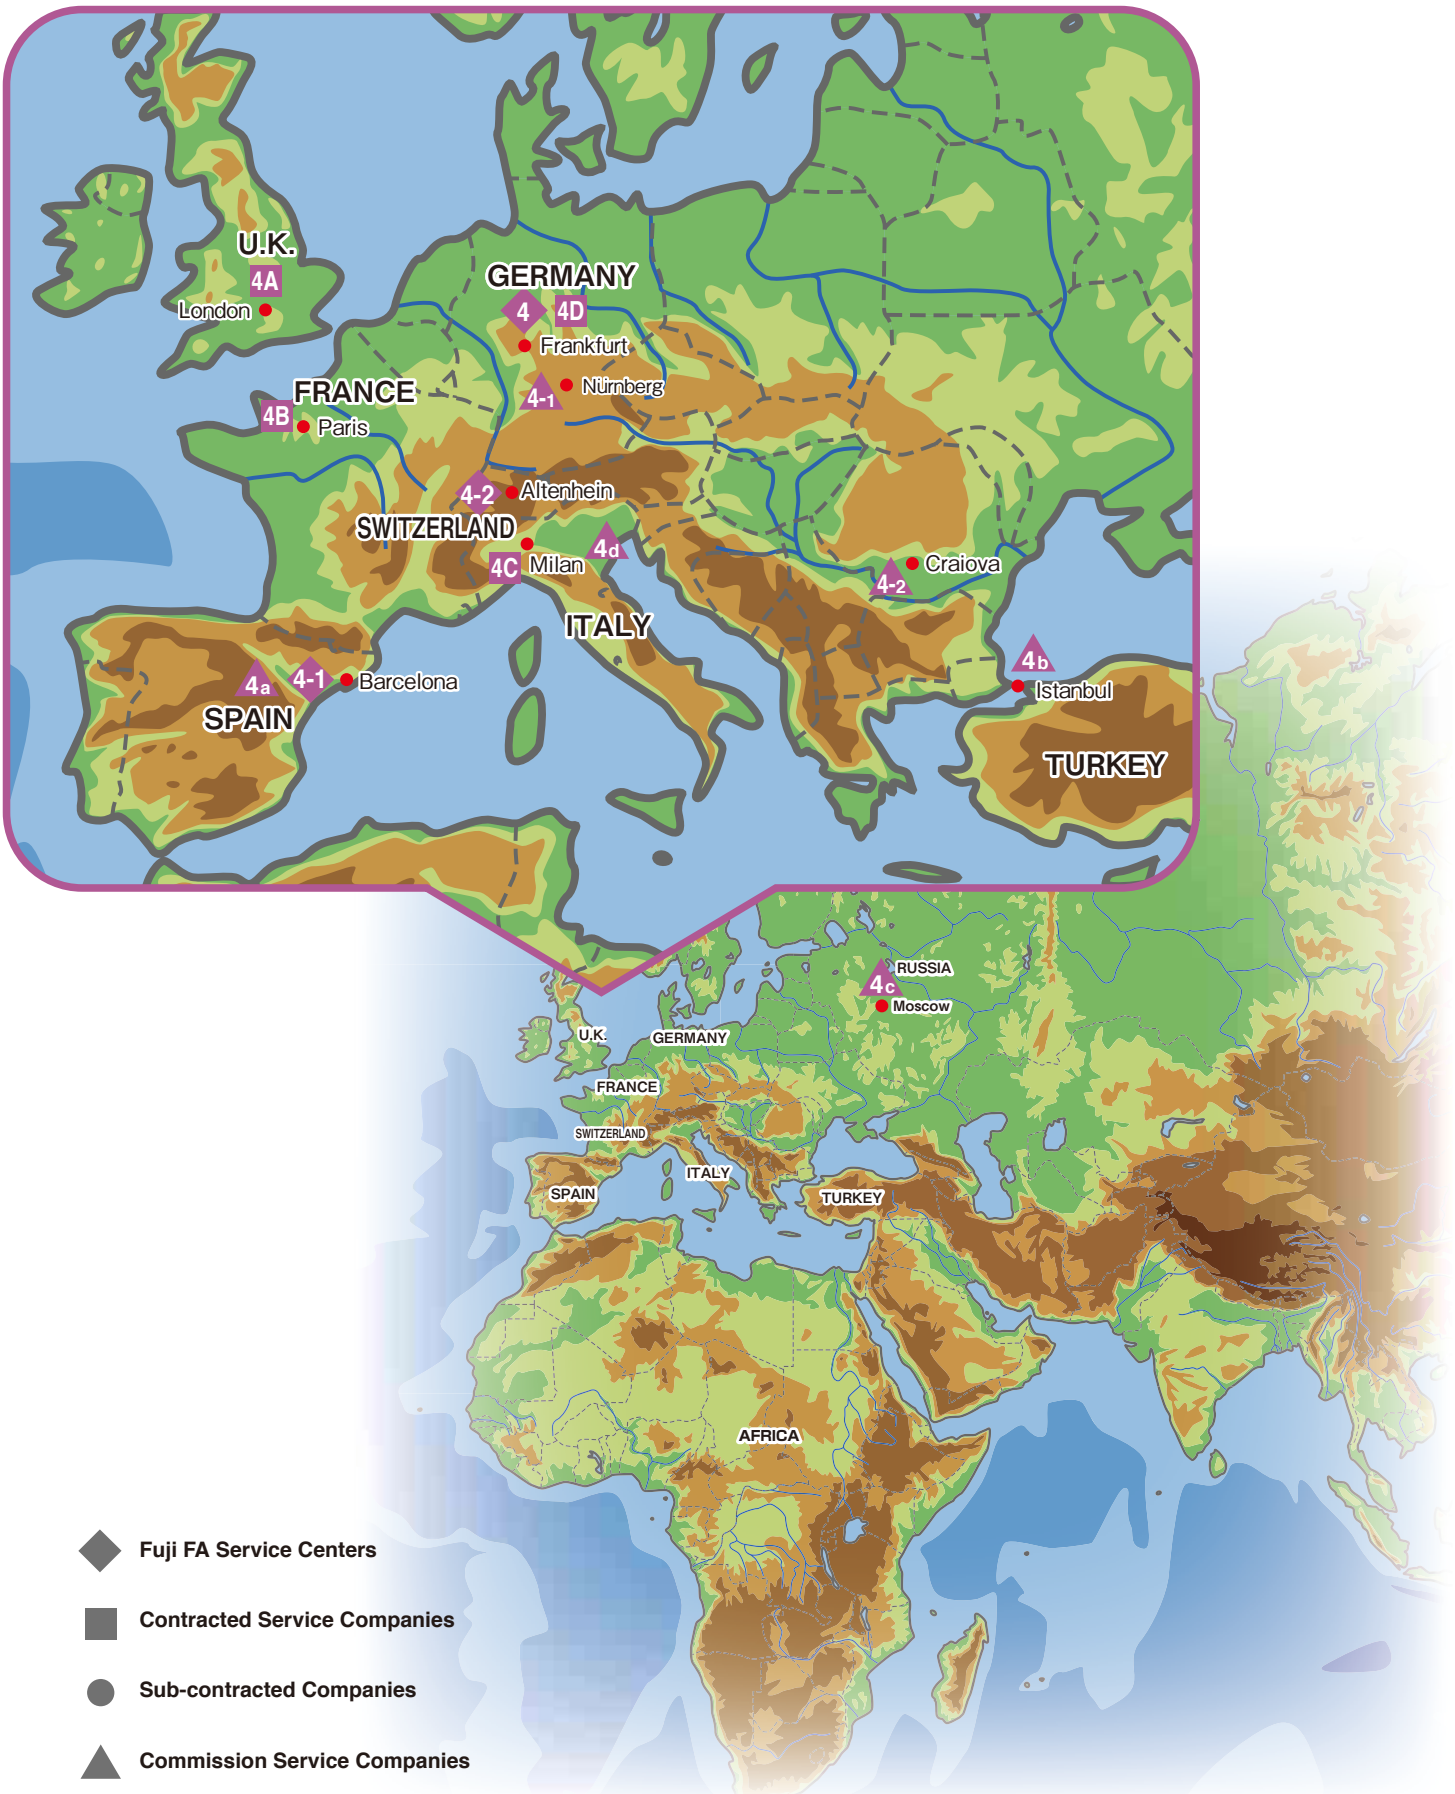 U.K.
4A
London
GERMANY
4
4D
Frankfurt
4-1
Nürnberg
FRANCE
4B
Paris
4-2
Altenhein
SWITZERLAND
4C
Milan
4d
ITALY
4-2
Craiova
4b
Istanbul
TURKEY
4a
4-1
Barcelona
SPAIN
4c
RUSSIA
Moscow
U.K.
GERMANY
FRANCE
SWITZERLAND
ITALY
SPAIN
TURKEY
AFRICA
Fuji FA Service Centers
Contracted Service Companies
Sub-contracted Companies
Commission Service Companies